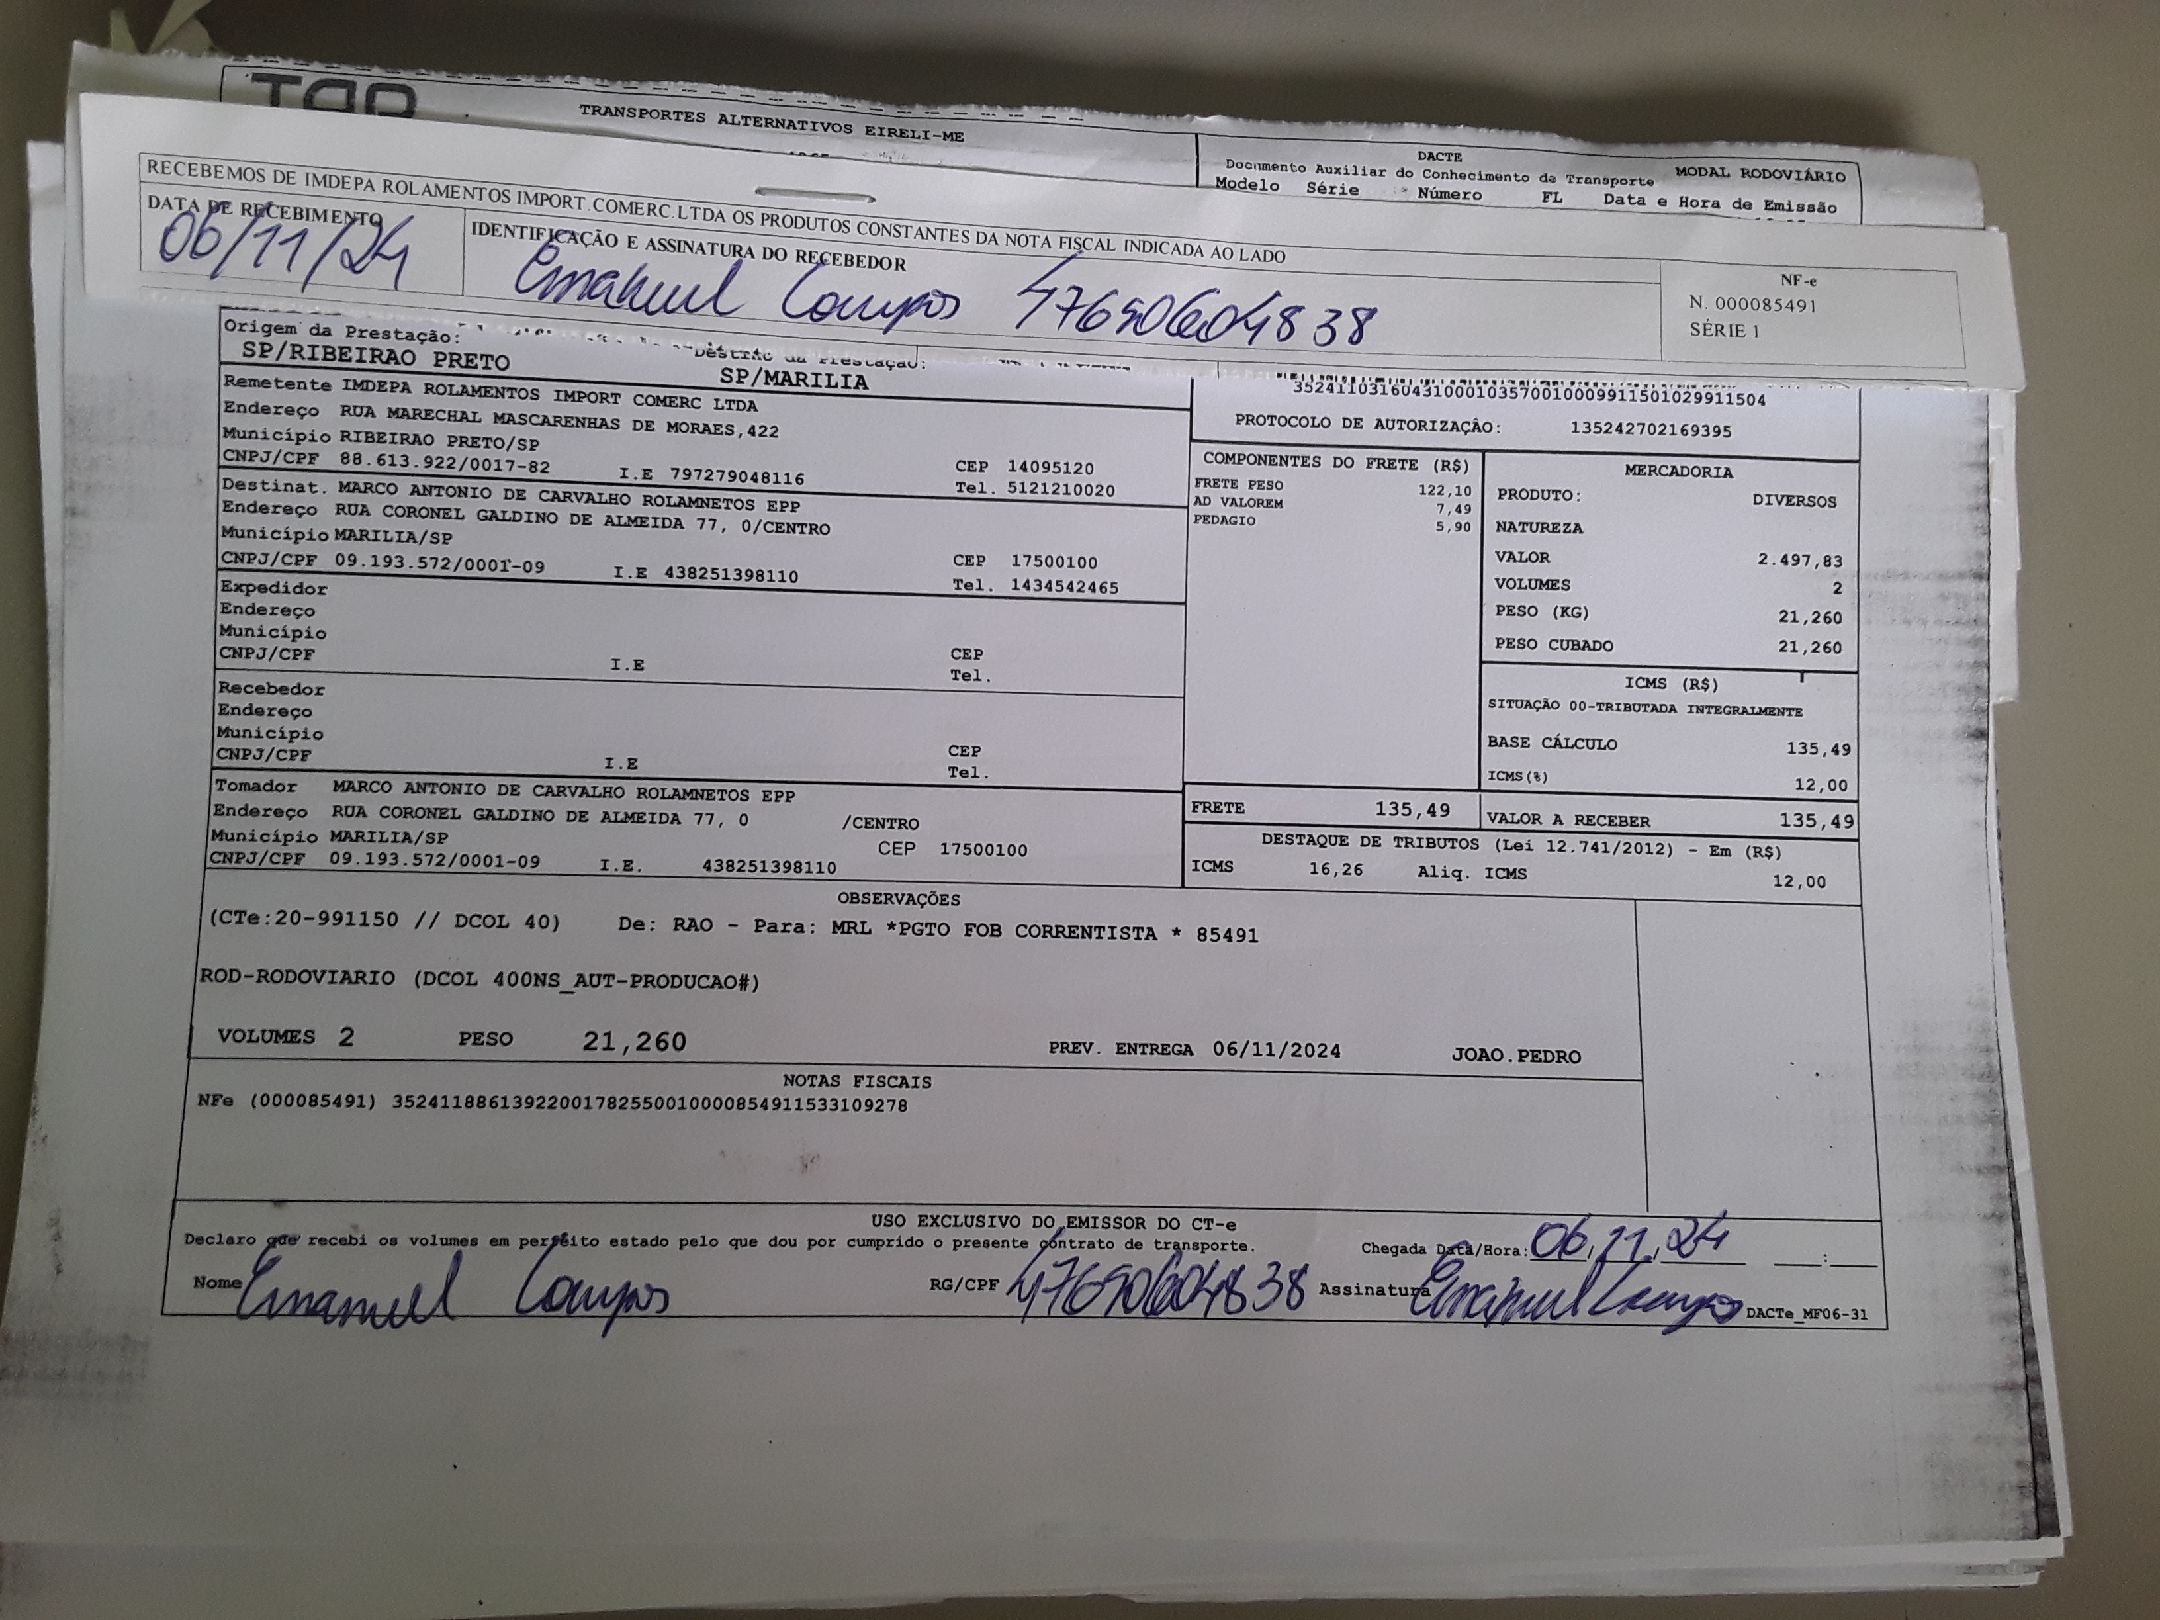 TRANSPORTES ALTERNATIVOS EIRELI-ME
DACTE
MODAL RODOVIÁRIO
Documento Auxiliar do Conhecimento de Transporte
Modelo Série Número FL Data e Hora de Emissão
RECEBEMOS DE IMDEPA ROLAMENTOS IMPORT.COMERC.LTDA OS PRODUTOS CONSTANTES DA NOTA FISCAL INDICADA AO LADO
DATA DE RECEBIMENTO
06/11/24
IDENTIFICAÇÃO E ASSINATURA DO RECEBEDOR
Emanuel Campos 47650604838
NF-e
N. 000085491
SÉRIE 1
Origem da Prestação:
SP/RIBEIRAO PRETO
Destino da Prestação:
SP/MARILIA
Remetente IMDEPA ROLAMENTOS IMPORT COMERC LTDA
Endereço RUA MARECHAL MASCARENHAS DE MORAES,422
Município RIBEIRAO PRETO/SP
CNPJ/CPF 88.613.922/0017-82 I.E 797279048116 CEP 14095120
Tel. 5121210020
Destinat. MARCO ANTONIO DE CARVALHO ROLAMNETOS EPP
Endereço RUA CORONEL GALDINO DE ALMEIDA 77, 0/CENTRO
Município MARILIA/SP
CNPJ/CPF 09.193.572/0001-09 I.E 438251398110 CEP 17500100
Tel. 1434542465
Expedidor
Endereço
Município
CNPJ/CPF I.E CEP
Tel.
Recebedor
Endereço
Município
CNPJ/CPF I.E CEP
Tel.
Tomador MARCO ANTONIO DE CARVALHO ROLAMNETOS EPP
Endereço RUA CORONEL GALDINO DE ALMEIDA 77, 0 /CENTRO
Município MARILIA/SP CEP 17500100
CNPJ/CPF 09.193.572/0001-09 I.E. 438251398110
35241103160431000103570010009911501029911504
PROTOCOLO DE AUTORIZAÇÃO: 135242702169395
COMPONENTES DO FRETE (R$)
FRETE PESO 122,10
AD VALOREM 7,49
PEDAGIO 5,90
MERCADORIA
PRODUTO: DIVERSOS
NATUREZA
VALOR 2.497,83
VOLUMES 2
PESO (KG) 21,260
PESO CUBADO 21,260
ICMS (R$)
SITUAÇÃO 00-TRIBUTADA INTEGRALMENTE
BASE CÁLCULO 135,49
ICMS(%) 12,00
FRETE 135,49
VALOR A RECEBER 135,49
DESTAQUE DE TRIBUTOS (Lei 12.741/2012) - Em (R$)
ICMS 16,26 Aliq. ICMS 12,00
OBSERVAÇÕES
(CTe:20-991150 // DCOL 40) De: RAO - Para: MRL *PGTO FOB CORRENTISTA * 85491
ROD-RODOVIARIO (DCOL 400NS_AUT-PRODUCAO#)
VOLUMES 2 PESO 21,260 PREV. ENTREGA 06/11/2024 JOAO.PEDRO
NOTAS FISCAIS
NFe (000085491) 35241188613922001782550010000854911533109278
USO EXCLUSIVO DO EMISSOR DO CT-e
Declaro que recebi os volumes em perfeito estado pelo que dou por cumprido o presente contrato de transporte.
Chegada Data/Hora: 06/11/24 :
Nome Emanuel Campos RG/CPF 47650604838 Assinatura Emanuel Campos DACTe_MF06-31